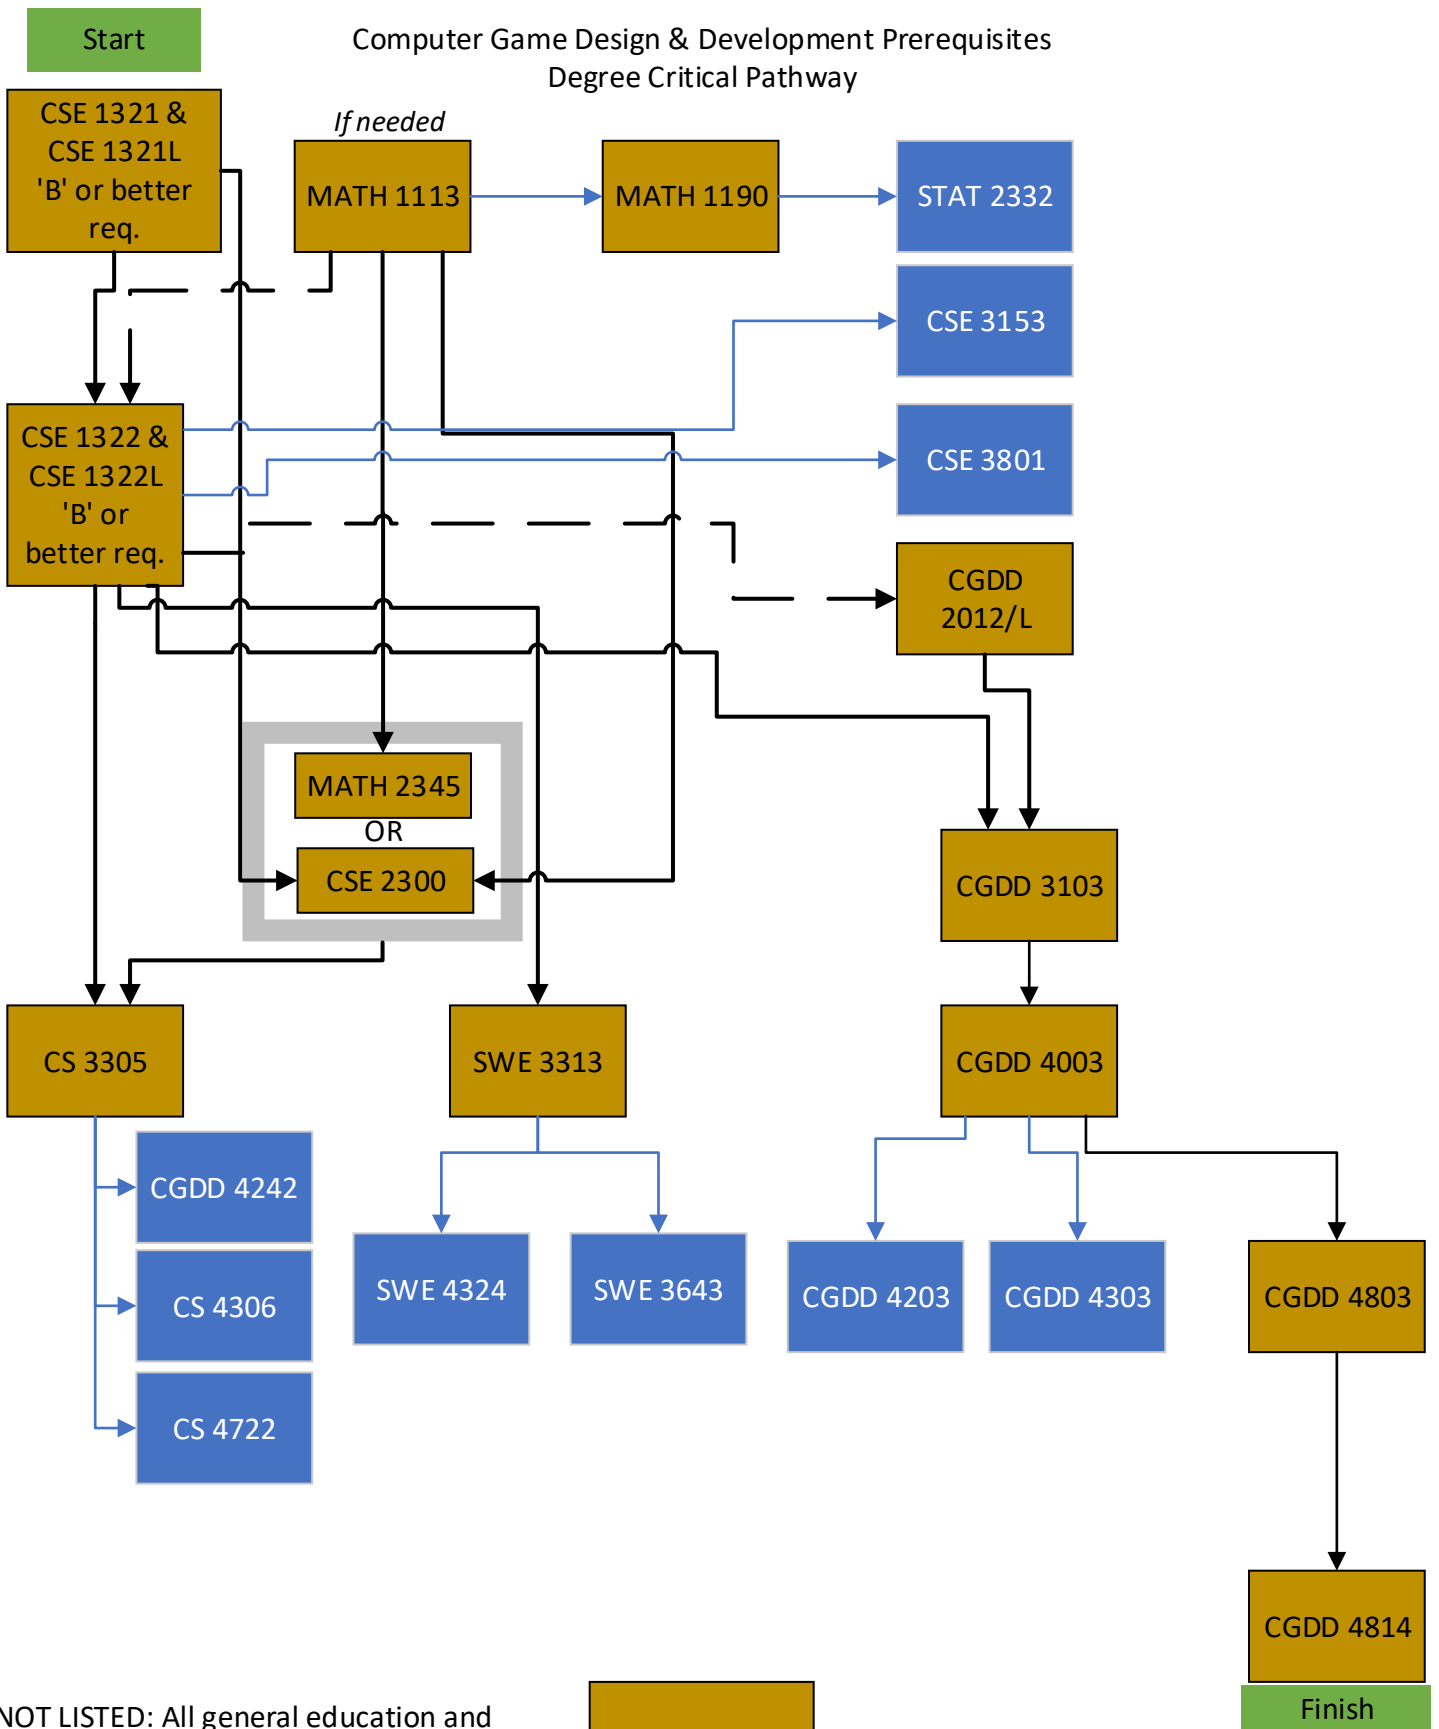 Start
Computer Game Design & Development Prerequisites
Degree Critical Pathway
CSE 1321 &
CSE 1321L
'B' or better
req.
If needed
MATH 1113
MATH 1190
STAT 2332
CSE 3153
CSE 1322 &
CSE 1322L
'B' or
better req.
CSE 3801
CGDD
2012/L
MATH 2345
OR
CSE 2300
CGDD 3103
CS 3305
SWE 3313
CGDD 4003
CGDD 4242
CS 4306
CS 4722
SWE 4324
SWE 3643
CGDD 4203
CGDD 4303
CGDD 4803
CGDD 4814
Finish
NOT LISTED: All general education and